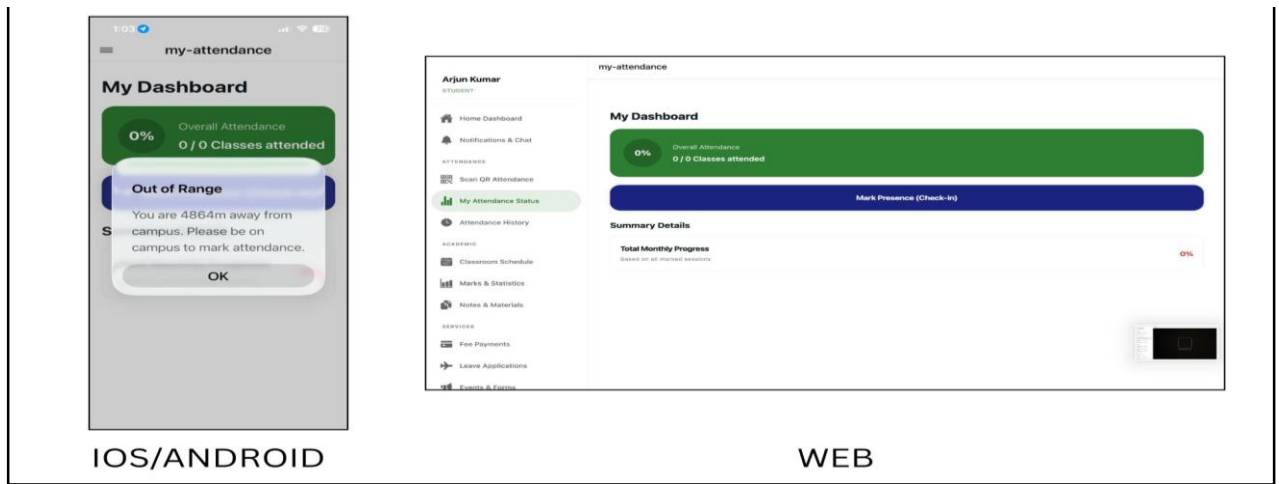 1:03
my-attendance
My Dashboard
0%
Overall Attendance
0 / 0 Classes attended
Out of Range
You are 4864m away from
campus. Please be on
campus to mark attendance.
OK
IOS/ANDROID
Arjun Kumar
STUDENT
Home Dashboard
Notifications & Chat
ATTENDANCE
Scan QR Attendance
My Attendance Status
Attendance History
ACADEMIC
Classroom Schedule
Marks & Statistics
Notes & Materials
SERVICES
Fee Payments
Leave Applications
Events & Forms
my-attendance
My Dashboard
0%
Overall Attendance
0 / 0 Classes attended
Mark Presence (Check-in)
Summary Details
Total Monthly Progress
Based on all marked sessions
0%
WEB